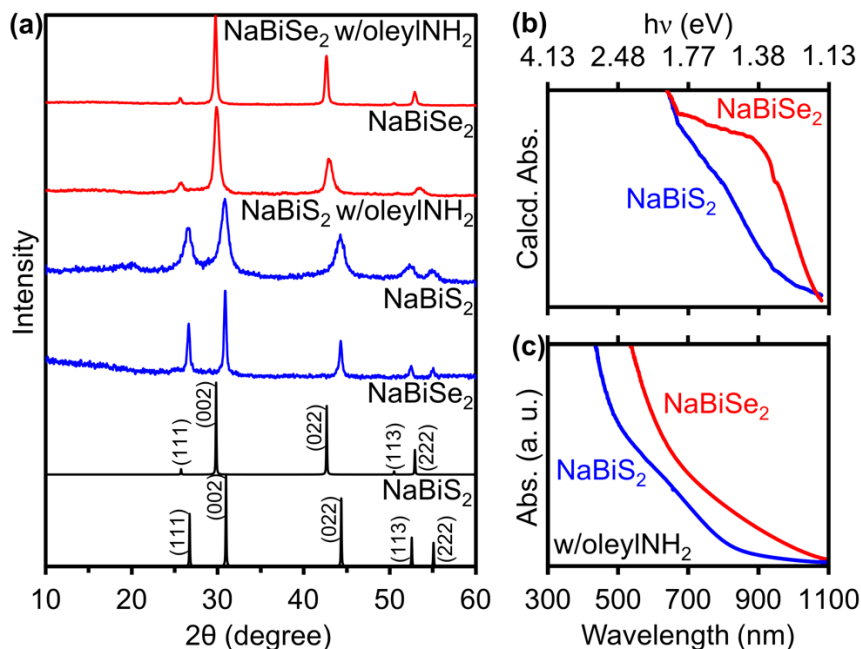 (a)
NaBiSe₂ w/oleylNH₂
NaBiSe₂
NaBiS₂ w/oleylNH₂
NaBiS₂
NaBiSe₂
(111)
(002)
(022)
(113)
(222)
NaBiS₂
(111)
(002)
(022)
(113)
(222)
Intensity
10 20 30 40 50 60
2θ (degree)
(b)
hν (eV)
4.13 2.48 1.77 1.38 1.13
NaBiSe₂
NaBiS₂
Calcd. Abs.
(c)
NaBiSe₂
NaBiS₂
w/oleylNH₂
Abs. (a. u.)
300 500 700 900 1100
Wavelength (nm)